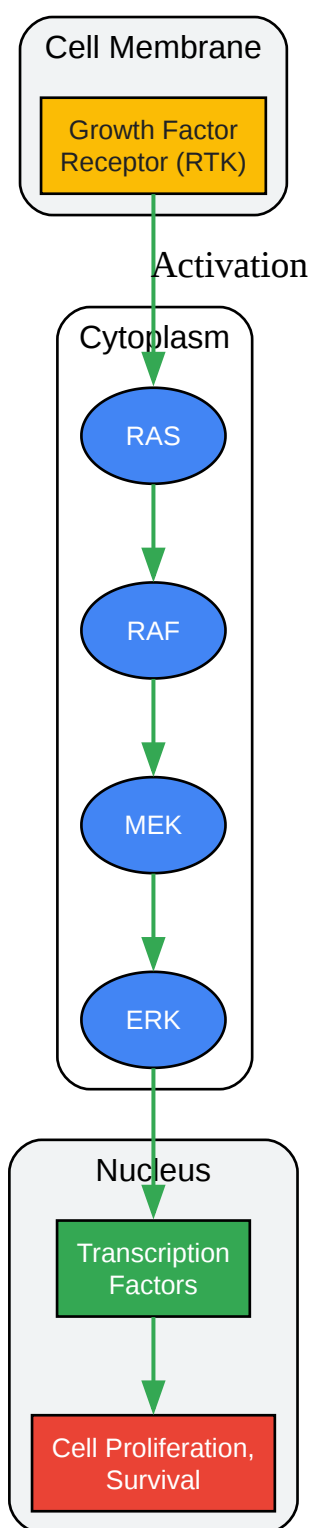 Cell Membrane
Growth Factor
Receptor (RTK)
Activation
Cytoplasm
RAS
RAF
MEK
ERK
Nucleus
Transcription
Factors
Cell Proliferation,
Survival